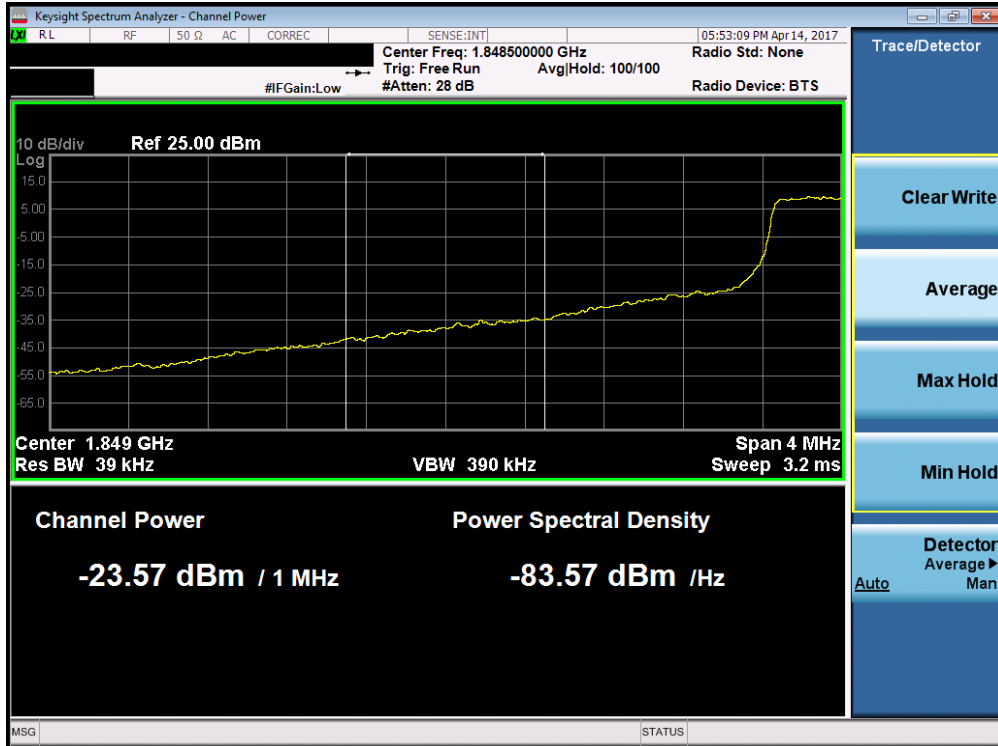 Keysight Spectrum Analyzer - Channel Power
LXI RL RF 50 Ω AC CORREC SENSE:INT 05:53:09 PM Apr 14, 2017
Center Freq: 1.848500000 GHz Radio Std: None
Trig: Free Run Avg|Hold: 100/100
#IFGain:Low #Atten: 28 dB Radio Device: BTS
10 dB/div Ref 25.00 dBm
Log
15.0
5.00
-5.00
-15.0
-25.0
-35.0
-45.0
-55.0
-65.0
Center 1.849 GHz Span 4 MHz
Res BW 39 kHz VBW 390 kHz Sweep 3.2 ms
Channel Power Power Spectral Density
-23.57 dBm / 1 MHz -83.57 dBm /Hz
MSG STATUS
Trace/Detector
Clear Write
Average
Max Hold
Min Hold
Detector
Average▶
Auto Man